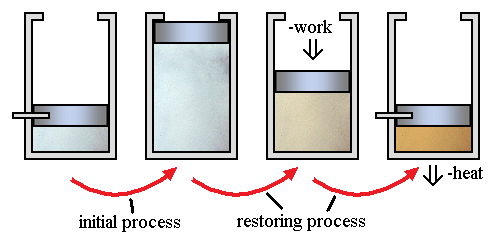 -work
-heat
initial process
restoring process